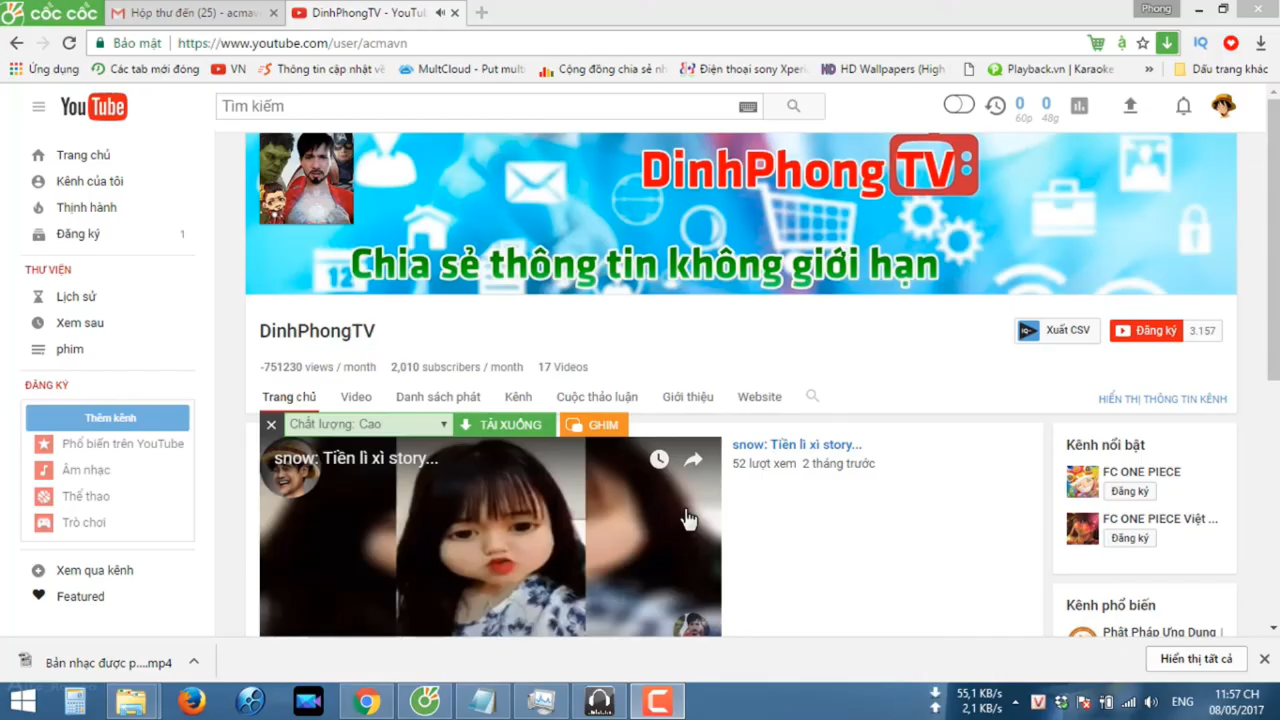 cốc cốc
Hộp thư đến (25) - acmav
DinhPhongTV - YouTu
Phong
Bảo mật
https://www.youtube.com/user/acmavn
IQ
Ứng dụng
Các tab mới đóng
VN
Thông tin cập nhật về
MultCloud - Put mult
Cộng đồng chia sẻ nh
Điện thoại sony Xperi
HD Wallpapers (High
Playback.vn | Karaoke
»
Dấu trang khác
YouTube
Tìm kiếm
0
60p
0
48g
Trang chủ
Kênh của tôi
Thịnh hành
Đăng ký
1
THƯ VIỆN
Lịch sử
Xem sau
phim
ĐĂNG KÝ
Thêm kênh
Phổ biến trên YouTube
Âm nhạc
Thể thao
Trò chơi
Xem qua kênh
Featured
DinhPhongTV
12
Chia sẻ thông tin không giới hạn
DinhPhongTV
Xuất CSV
Đăng ký
3.157
-751230 views / month
2,010 subscribers / month
17 Videos
Trang chủ
Video
Danh sách phát
Kênh
Cuộc thảo luận
Giới thiệu
Website
HIỂN THỊ THÔNG TIN KÊNH
Chất lượng: Cao
TẢI XUỐNG
GHIM
snow: Tiền lì xì story...
snow: Tiền lì xì story...
52 lượt xem 2 tháng trước
Kênh nổi bật
FC ONE PIECE
Đăng ký
FC ONE PIECE Việt ...
Đăng ký
Kênh phổ biến
Phật Pháp Ứng Dụng |
Bản nhạc được p....mp4
Hiển thị tất cả
55,1 KB/s
2,1 KB/s
ENG
11:57 CH
08/05/2017